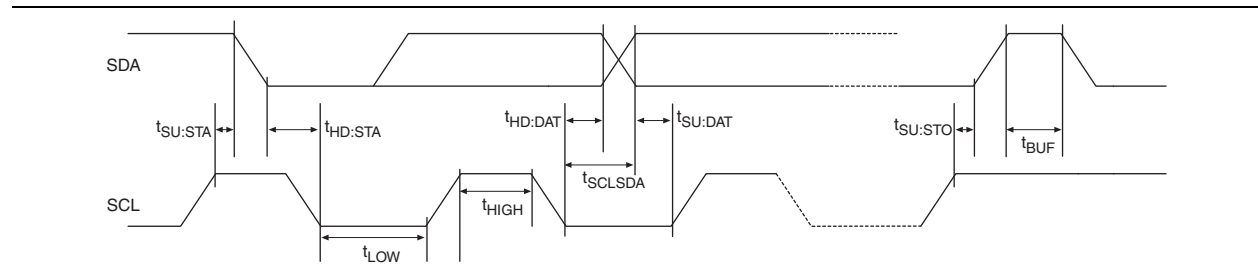 SDA
tSU:STA
tHD:STA
tHD:DAT
tSU:DAT
tSU:STO
tBUF
tSCLSDA
SCL
tHIGH
tLOW